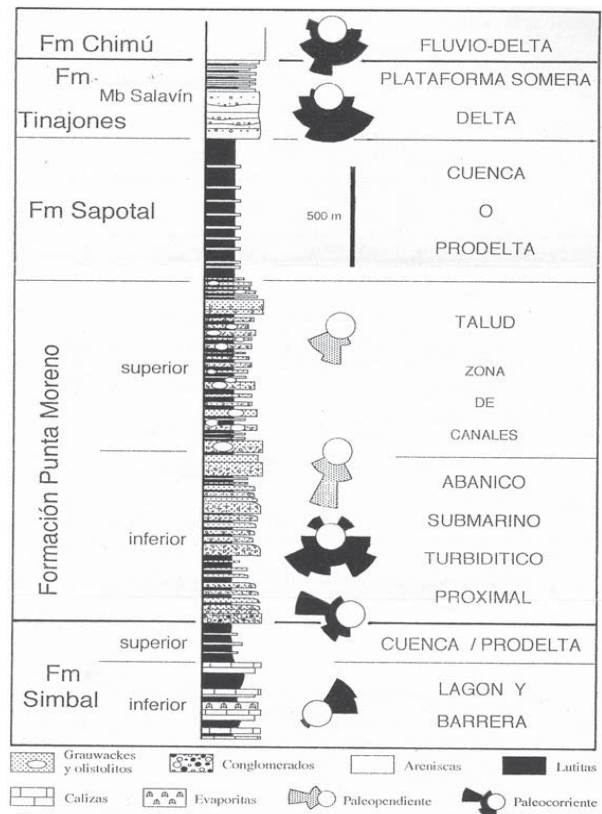 Fm Chimú
FLUVIO-DELTA
Fm
Mb Salavín
Tinajones
PLATAFORMA SOMERA
DELTA
Fm Sapotal
500 m
CUENCA
O
PRODELTA
Formación Punta Moreno
superior
TALUD
ZONA
DE
CANALES
inferior
ABANICO
SUBMARINO
TURBIDITICO
PROXIMAL
Fm
Simbal
superior
CUENCA / PRODELTA
inferior
LAGON Y
BARRERA
Grauwackes
y olistolitos
Conglomerados
Areniscas
Lutitas
Calizas
Evaporitas
Paleopendiente
Paleocorriente